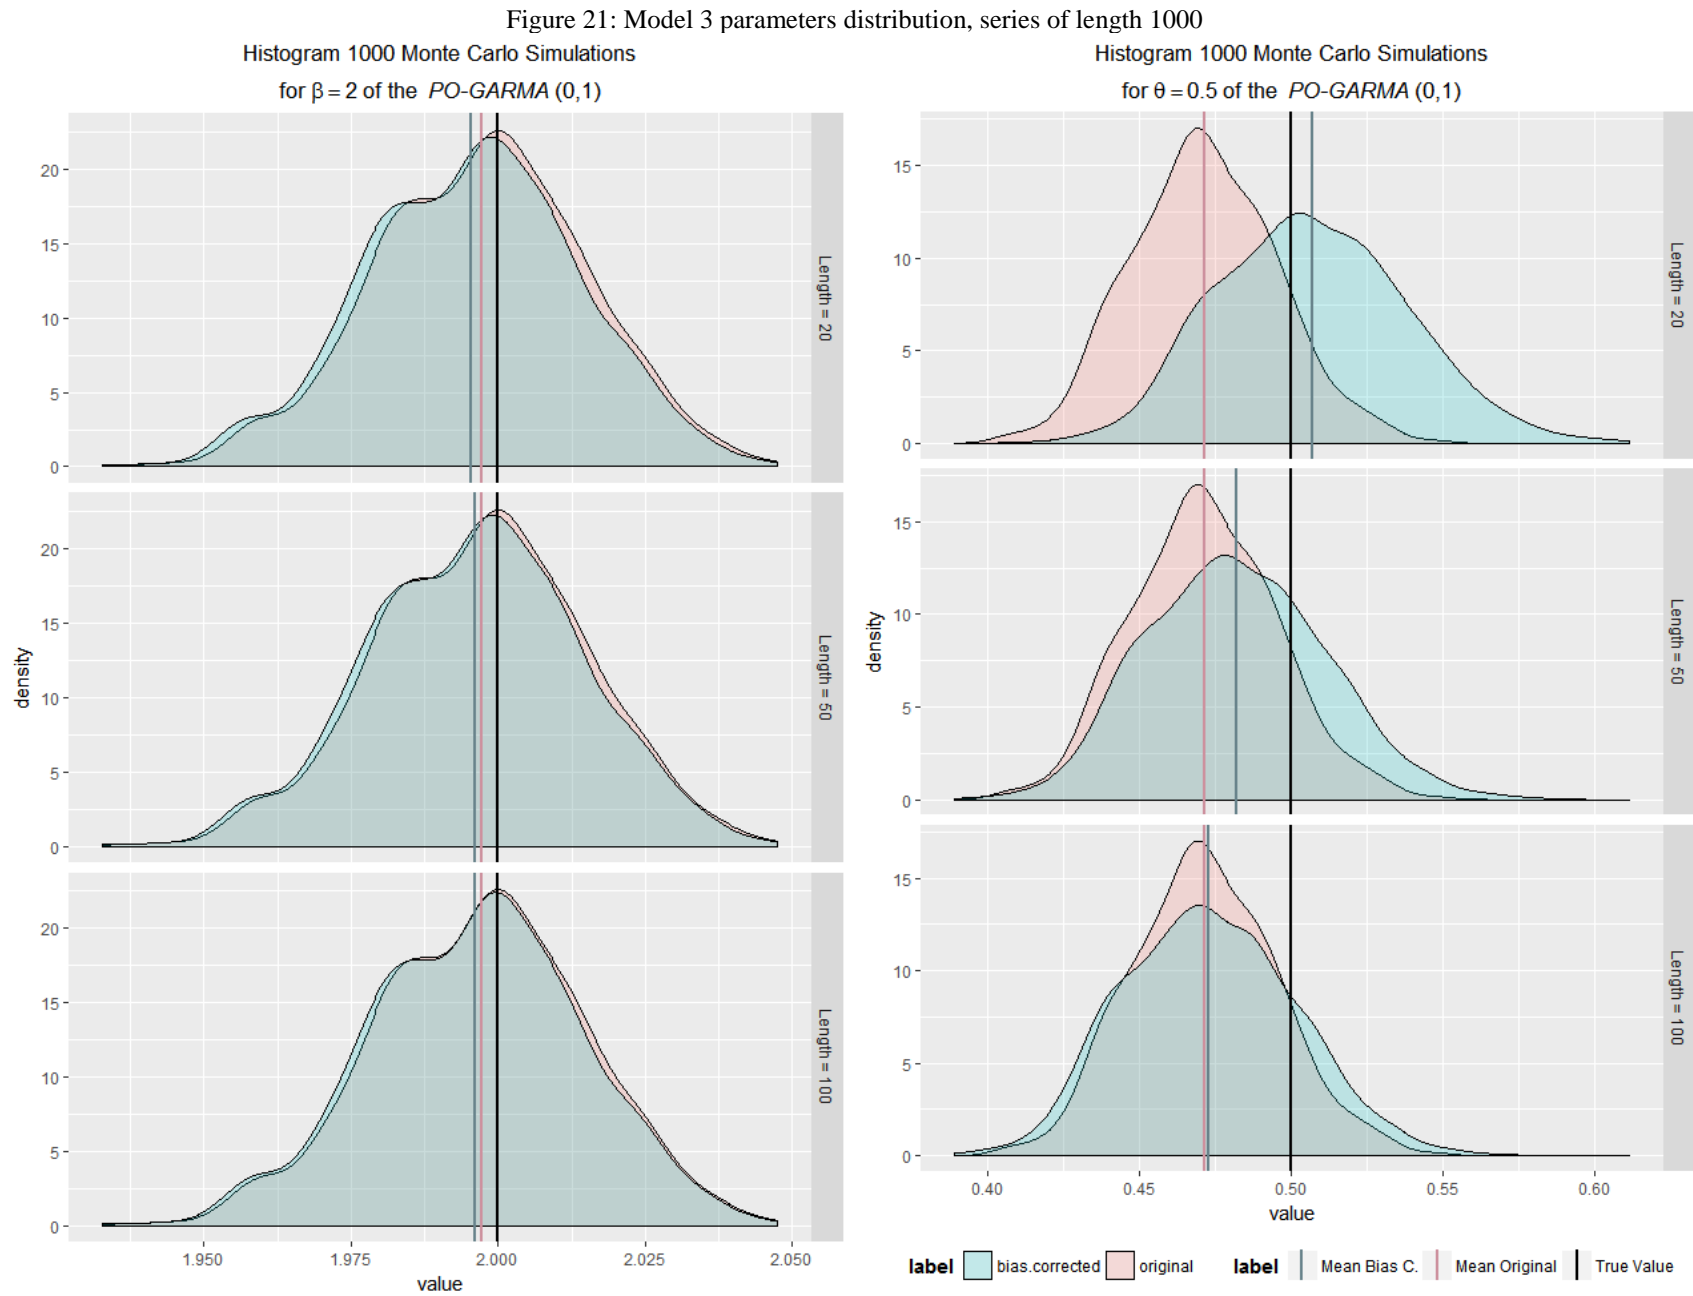 Figure 21: Model 3 parameters distribution, series of length 1000
Histogram 1000 Monte Carlo Simulations
for β = 2 of the PO-GARMA (0,1)
density
20
15
10
5
0
Length = 20
20
15
10
5
0
Length = 50
20
15
10
5
0
Length = 100
1.950 1.975 2.000 2.025 2.050
value
Histogram 1000 Monte Carlo Simulations
for θ = 0.5 of the PO-GARMA (0,1)
density
15
10
5
0
Length = 20
15
10
5
0
Length = 50
15
10
5
0
Length = 100
0.40 0.45 0.50 0.55 0.60
value
label bias.corrected original label Mean Bias C. Mean Original True Value